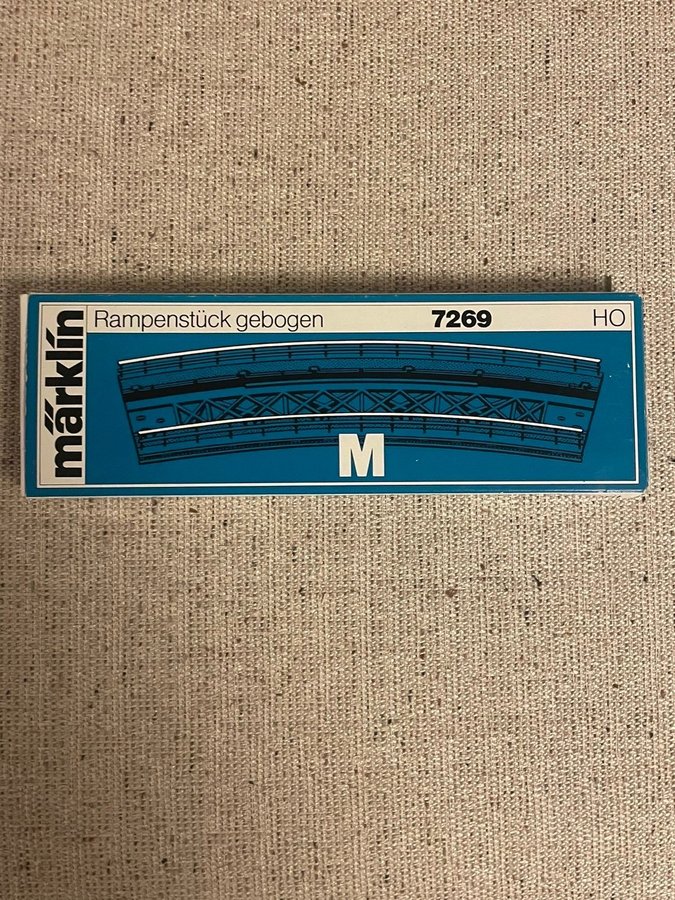 märklin
Rampenstück gebogen 7269 HO
M